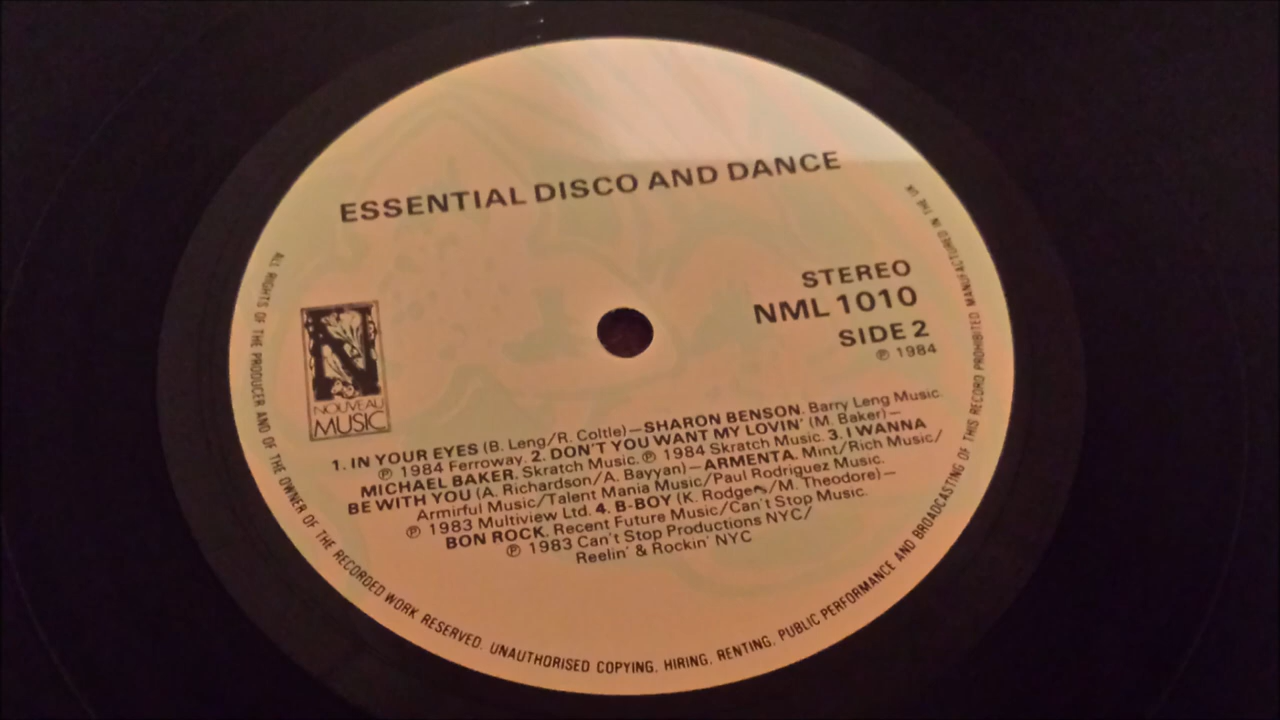 ESSENTIAL DISCO AND DANCE
STEREO
NML 1010
SIDE 2
℗ 1984
N
NOUVEAU
MUSIC
1. IN YOUR EYES (B. Leng/R. Coltle)—SHARON BENSON. Barry Leng Music.
℗ 1984 Ferroway. 2. DON'T YOU WANT MY LOVIN' (M. Baker)—
MICHAEL BAKER. Skratch Music. ℗ 1984 Skratch Music. 3. I WANNA
BE WITH YOU (A. Richardson/A. Bayyan)—ARMENTA. Mint/Rich Music/
Armirful Music/Talent Mania Music/Paul Rodriguez Music.
℗ 1983 Multiview Ltd. 4. B-BOY (K. Rodgers/M. Theodore)—
BON ROCK. Recent Future Music/Can't Stop Music.
℗ 1983 Can't Stop Productions NYC/
Reelin' & Rockin' NYC
ALL RIGHTS OF THE PRODUCER AND OF THE OWNER OF THE RECORDED WORK RESERVED. UNAUTHORISED COPYING, HIRING, RENTING, PUBLIC PERFORMANCE AND BROADCASTING OF THIS RECORD PROHIBITED MANUFACTURED IN THE UK